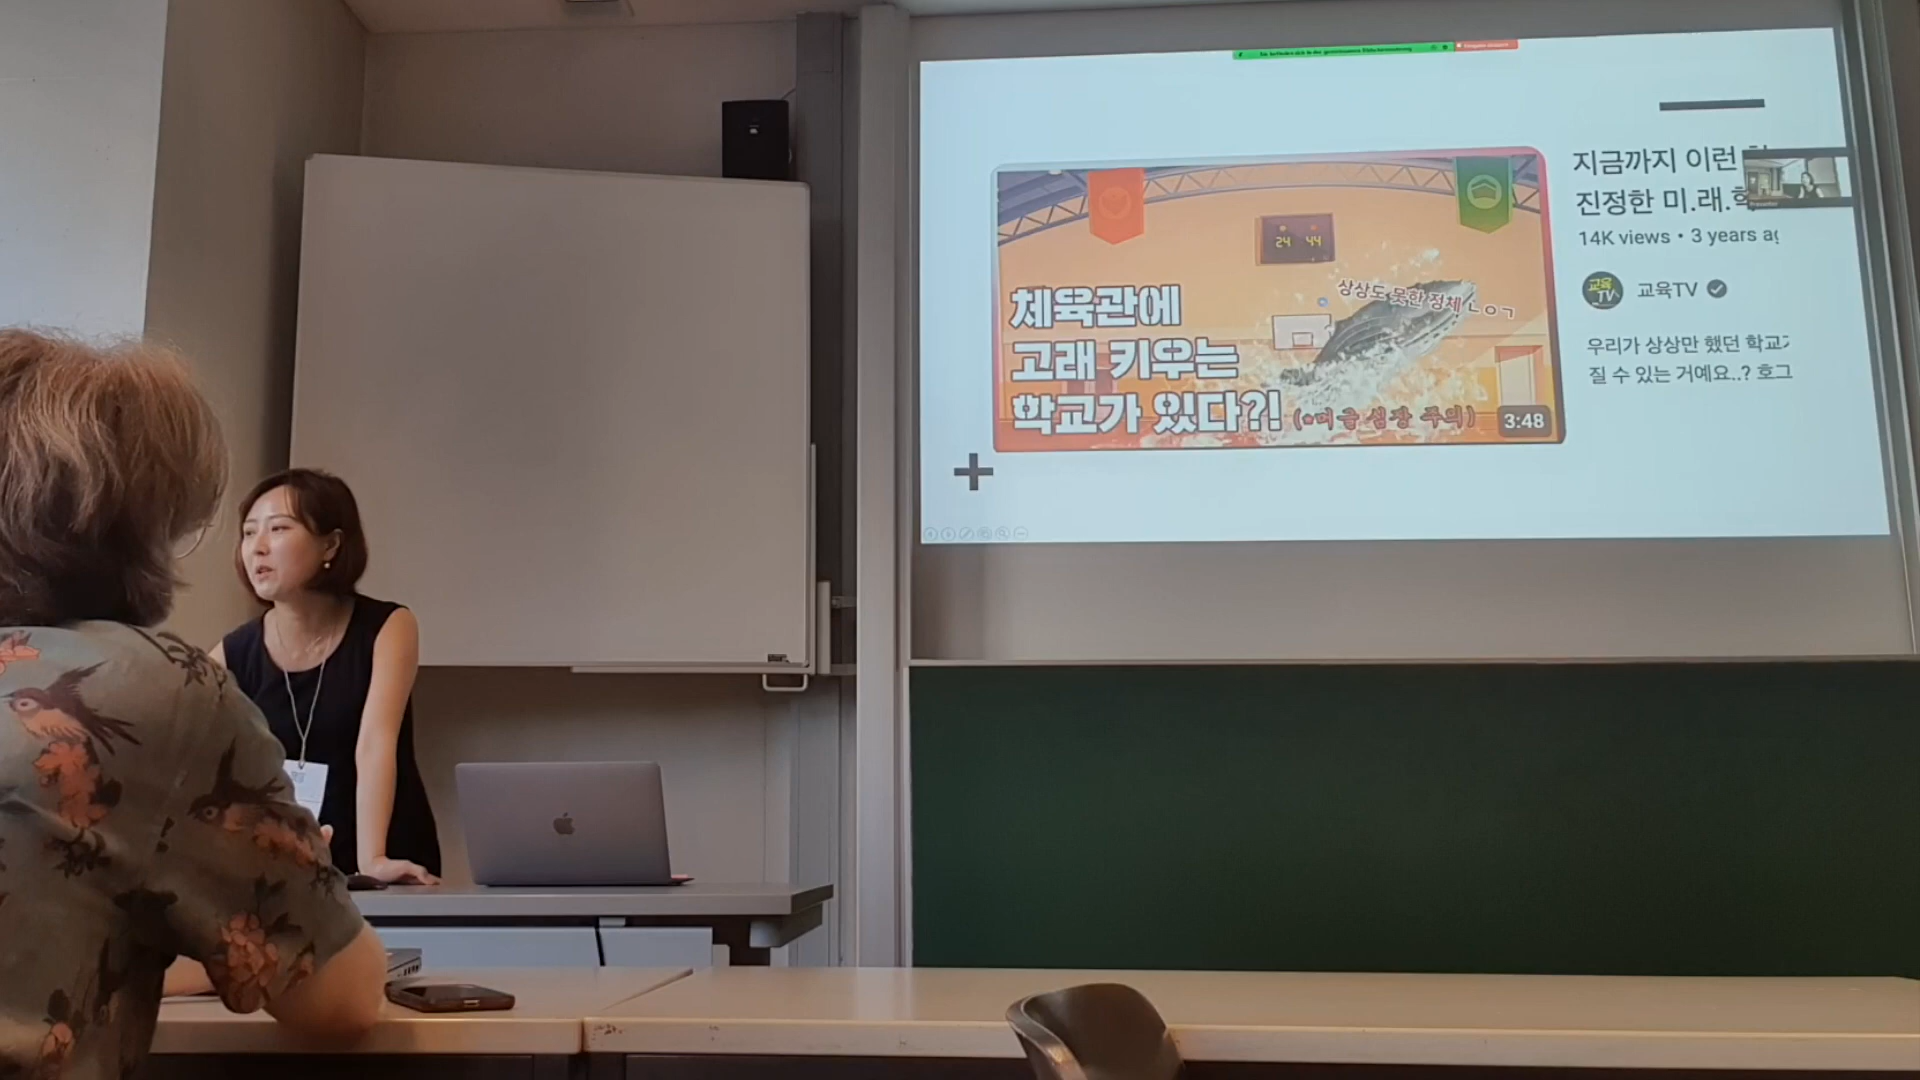 24 44
체육관에
고래 키우는
학교가 있다?!
상상도 못한 정체 ㄴㅇㄱ
3:48
지금까지 이런
진정한 미.래.학
14K views • 3 years ag
교육TV
교육TV
우리가 상상만 했던 학교
질 수 있는 거예요..? 호그